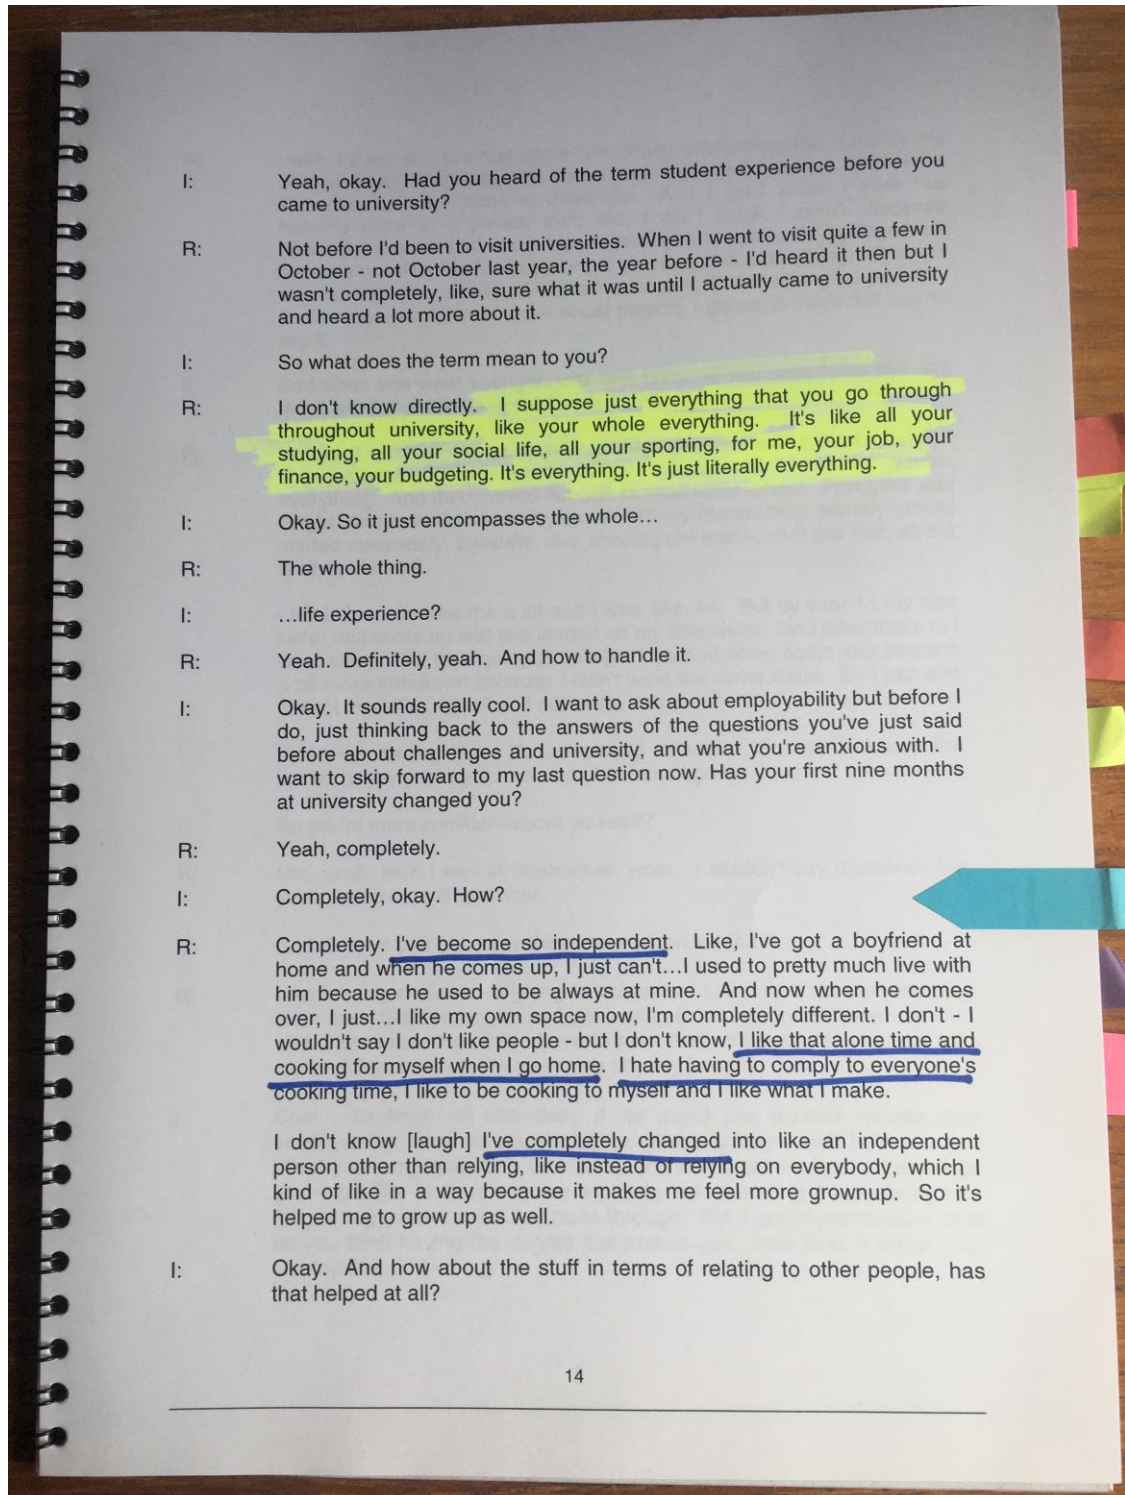 I: Yeah, okay. Had you heard of the term student experience before you
came to university?
R: Not before I'd been to visit universities. When I went to visit quite a few in
October - not October last year, the year before - I'd heard it then but I
wasn't completely, like, sure what it was until I actually came to university
and heard a lot more about it.
I: So what does the term mean to you?
R: I don't know directly. I suppose just everything that you go through
throughout university, like your whole everything. It's like all your
studying, all your social life, all your sporting, for me, your job, your
finance, your budgeting. It's everything. It's just literally everything.
I: Okay. So it just encompasses the whole…
R: The whole thing.
I: …life experience?
R: Yeah. Definitely, yeah. And how to handle it.
I: Okay. It sounds really cool. I want to ask about employability but before I
do, just thinking back to the answers of the questions you've just said
before about challenges and university, and what you're anxious with. I
want to skip forward to my last question now. Has your first nine months
at university changed you?
R: Yeah, completely.
I: Completely, okay. How?
R: Completely. I've become so independent. Like, I've got a boyfriend at
home and when he comes up, I just can't…I used to pretty much live with
him because he used to be always at mine. And now when he comes
over, I just…I like my own space now, I'm completely different. I don't - I
wouldn't say I don't like people - but I don't know, I like that alone time and
cooking for myself when I go home. I hate having to comply to everyone's
cooking time, I like to be cooking to myself and I like what I make.
I don't know [laugh] I've completely changed into like an independent
person other than relying, like instead of relying on everybody, which I
kind of like in a way because it makes me feel more grownup. So it's
helped me to grow up as well.
I: Okay. And how about the stuff in terms of relating to other people, has
that helped at all?
14